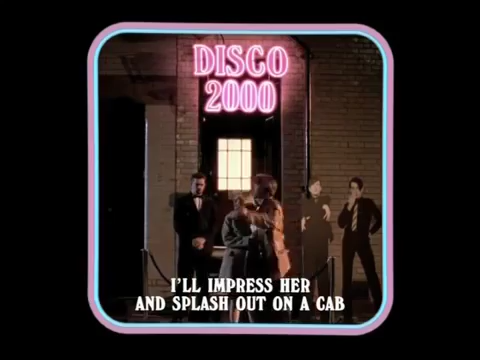 DISCO
2000
I'LL IMPRESS HER
AND SPLASH OUT ON A CAB